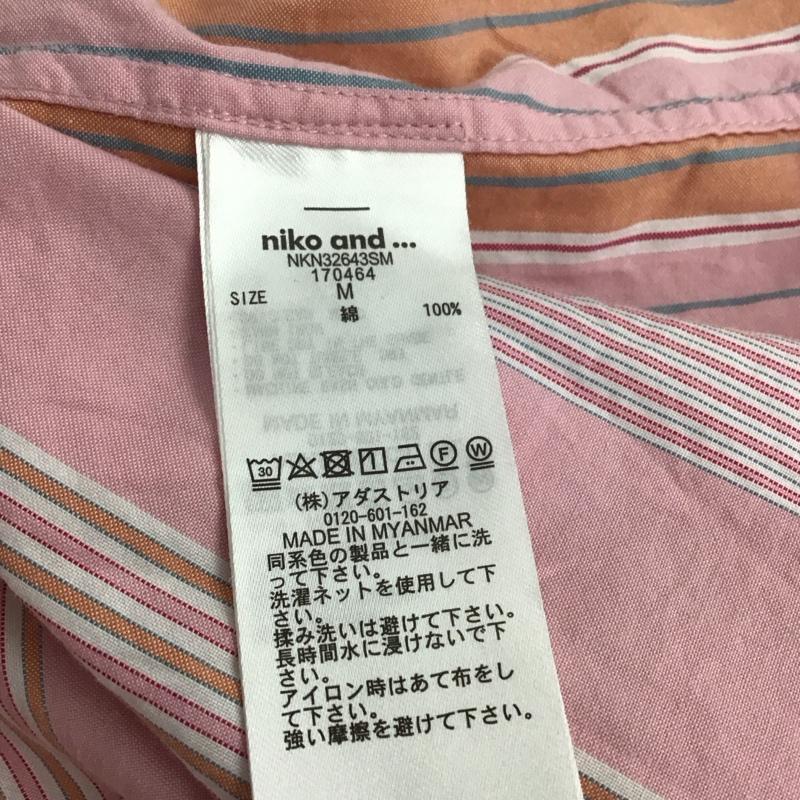 niko and ...
NKN32643SM
170464
SIZE M
綿 100%
30 F W
(株)アダストリア
0120-601-162
MADE IN MYANMAR
同系色の製品と一緒に洗
って下さい。
洗濯ネットを使用して下
さい。
揉み洗いは避けて下さい。
長時間水に浸けないで下
さい。
アイロン時はあて布をし
て下さい。
強い摩擦を避けて下さい。